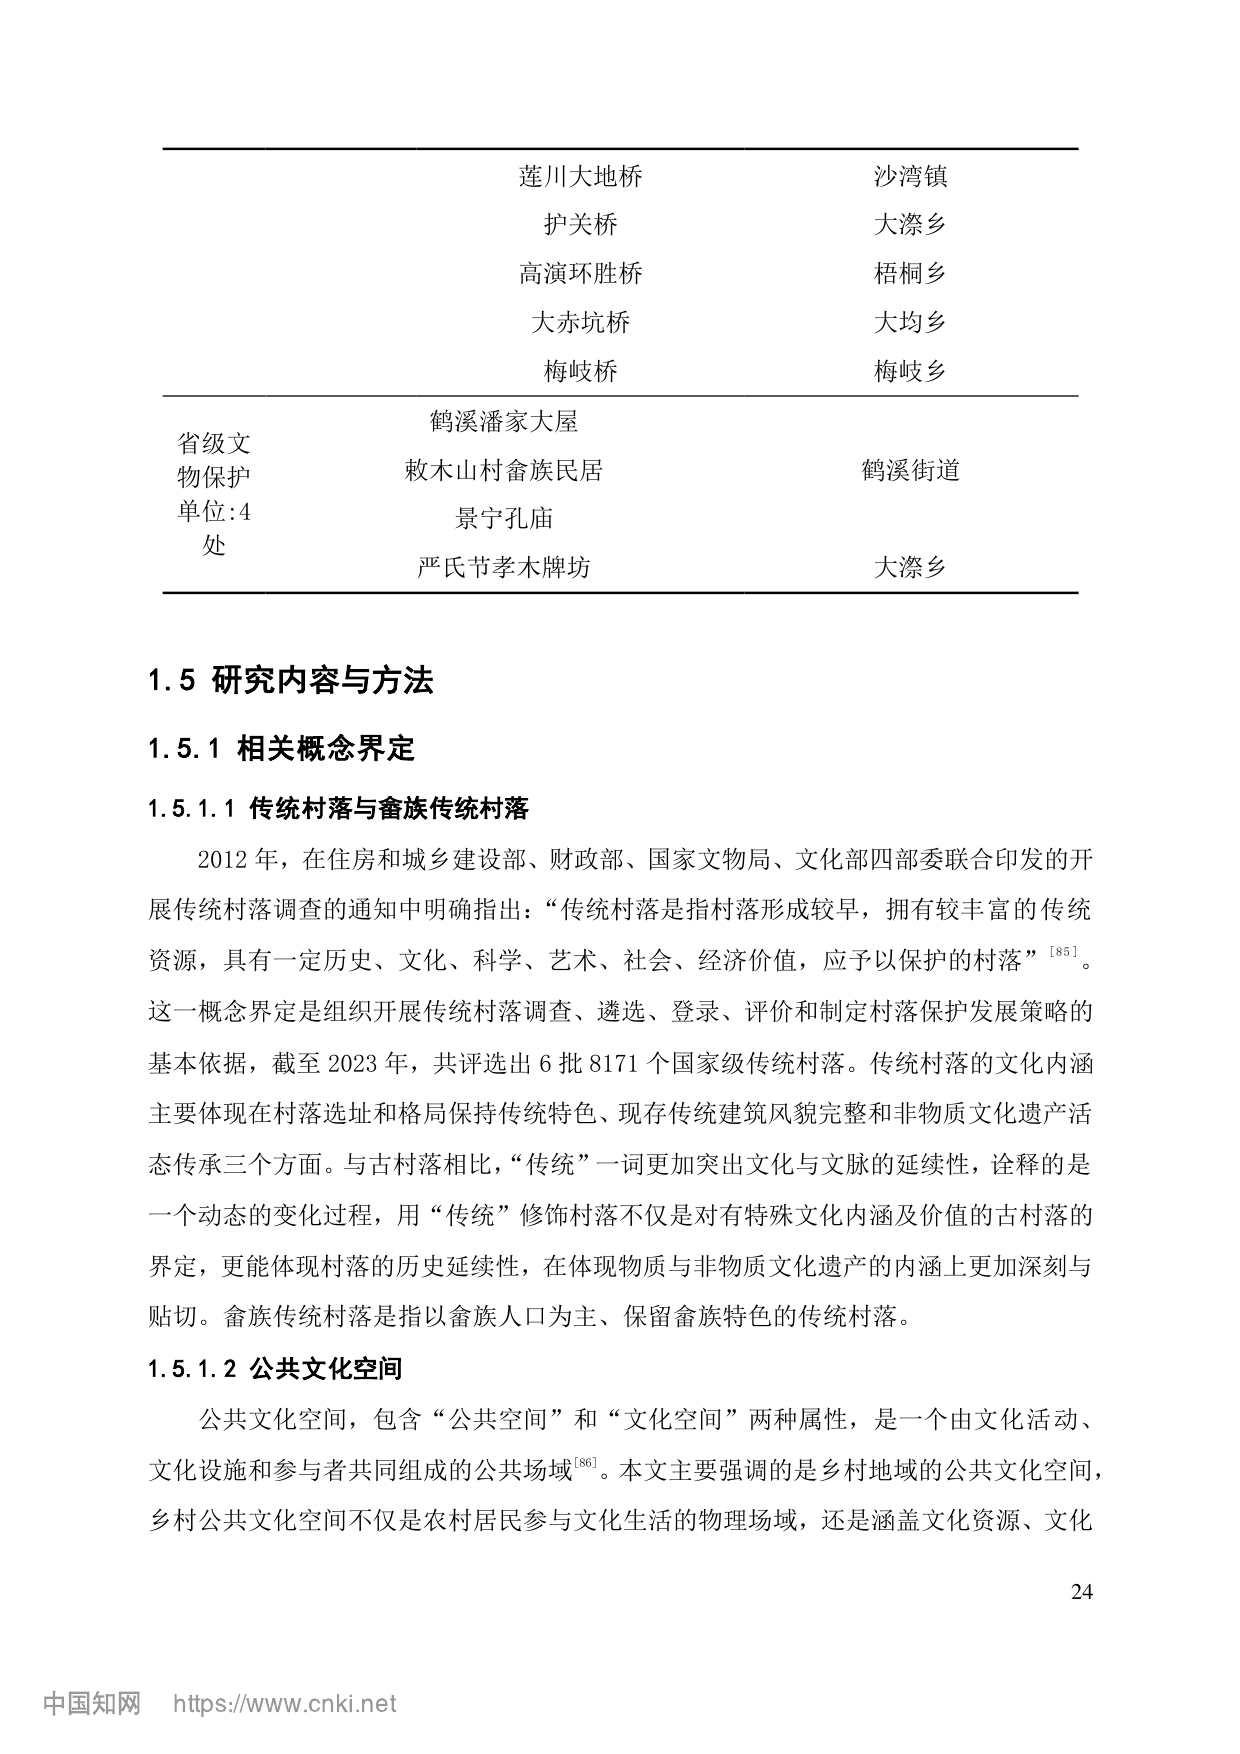 莲川大地桥 沙湾镇
护关桥 大漈乡
高演环胜桥 梧桐乡
大赤坑桥 大均乡
梅岐桥 梅岐乡
省级文
物保护
单位:4
处
鹤溪潘家大屋
敕木山村畲族民居 鹤溪街道
景宁孔庙
严氏节孝木牌坊 大漈乡
1.5 研究内容与方法
1.5.1 相关概念界定
1.5.1.1 传统村落与畲族传统村落
2012 年，在住房和城乡建设部、财政部、国家文物局、文化部四部委联合印发的开
展传统村落调查的通知中明确指出：“传统村落是指村落形成较早，拥有较丰富的传统
资源，具有一定历史、文化、科学、艺术、社会、经济价值，应予以保护的村落”[85]。
这一概念界定是组织开展传统村落调查、遴选、登录、评价和制定村落保护发展策略的
基本依据，截至 2023 年，共评选出 6 批 8171 个国家级传统村落。传统村落的文化内涵
主要体现在村落选址和格局保持传统特色、现存传统建筑风貌完整和非物质文化遗产活
态传承三个方面。与古村落相比，“传统”一词更加突出文化与文脉的延续性，诠释的是
一个动态的变化过程，用“传统”修饰村落不仅是对有特殊文化内涵及价值的古村落的
界定，更能体现村落的历史延续性，在体现物质与非物质文化遗产的内涵上更加深刻与
贴切。畲族传统村落是指以畲族人口为主、保留畲族特色的传统村落。
1.5.1.2 公共文化空间
公共文化空间，包含“公共空间”和“文化空间”两种属性，是一个由文化活动、
文化设施和参与者共同组成的公共场域[86]。本文主要强调的是乡村地域的公共文化空间，
乡村公共文化空间不仅是农村居民参与文化生活的物理场域，还是涵盖文化资源、文化
24
中国知网 https://www.cnki.net